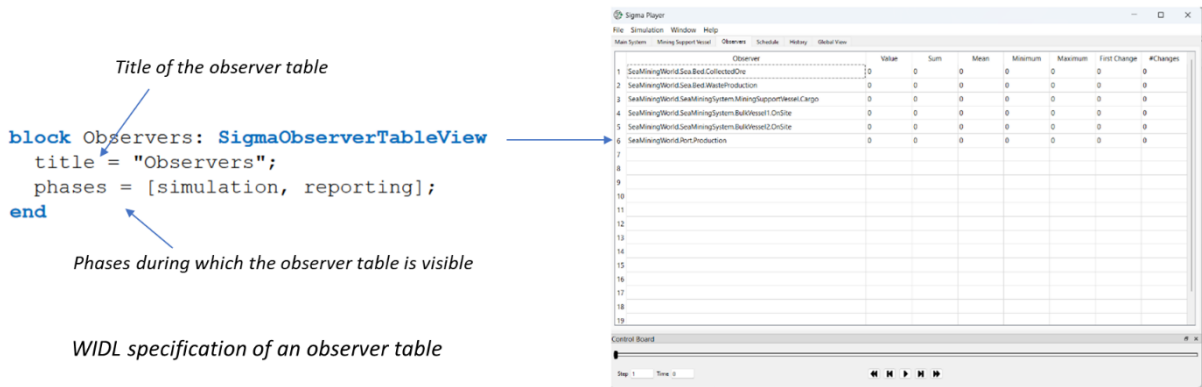 Title of the observer table
block Observers: SigmaObserverTableView
title = "Observers";
phases = [simulation, reporting];
end
Phases during which the observer table is visible
WIDL specification of an observer table
Sigma Player
File Simulation Window Help
Main System Mining Support Vessel Observers Schedule History Global View
Observer Value Sum Mean Minimum Maximum First Change #Changes
1 SeaMiningWorld.Sea.Bed.CollectedOre 0 0 0 0 0 0 0
2 SeaMiningWorld.Sea.Bed.WasteProduction 0 0 0 0 0 0 0
3 SeaMiningWorld.SeaMiningSystem.MiningSupportVessel.Cargo 0 0 0 0 0 0 0
4 SeaMiningWorld.SeaMiningSystem.BulkVessel1.OnSite 0 0 0 0 0 0 0
5 SeaMiningWorld.SeaMiningSystem.BulkVessel2.OnSite 0 0 0 0 0 0 0
6 SeaMiningWorld.Port.Production 0 0 0 0 0 0 0
7
8
9
10
11
12
13
14
15
16
17
18
19
Control Board
Step 1 Time 0